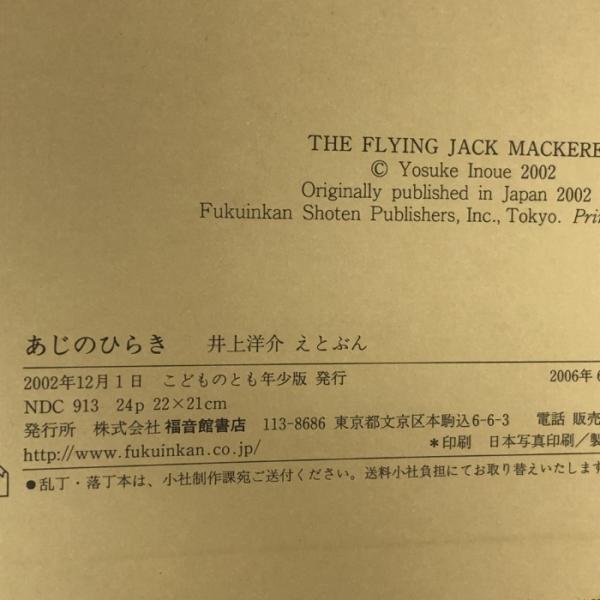 THE FLYING JACK MACKERE
© Yosuke Inoue 2002
Originally published in Japan 2002
Fukuinkan Shoten Publishers, Inc., Tokyo. Prin
あじのひらき 井上洋介 えとぶん
2002年12月1日 こどものとも年少版 発行 2006年6
NDC 913 24p 22×21cm
発行所 株式会社 福音館書店 113-8686 東京都文京区本駒込6-6-3 電話 販売
http://www.fukuinkan.co.jp/ *印刷 日本写真印刷/製
●乱丁・落丁本は、小社制作課宛ご送付ください。送料小社負担にてお取り替えいたします